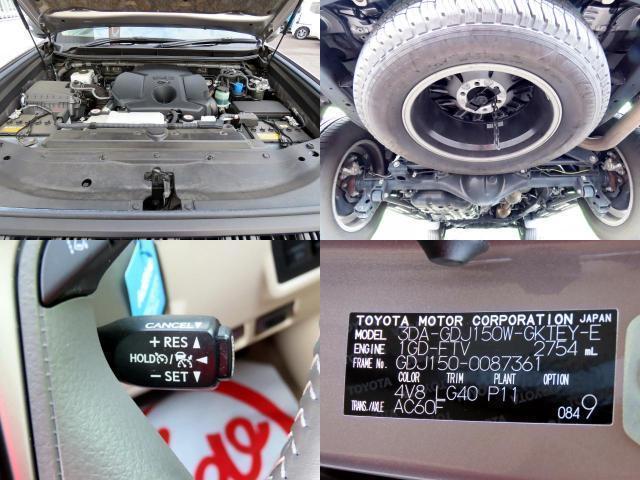 CANCEL▽
+ RES ▲
HOLD / ◀
− SET ▼
TOYOTA MOTOR CORPORATION JAPAN
MODEL 3DA-GDJ150W-GKTEY-E
ENGINE 1GD-FTV 2754 mL
FRAME No. GDJ150-0087361
COLOR TRIM PLANT OPTION
4V8 LG40 P11
TRANS./AXLE AC60F 0849